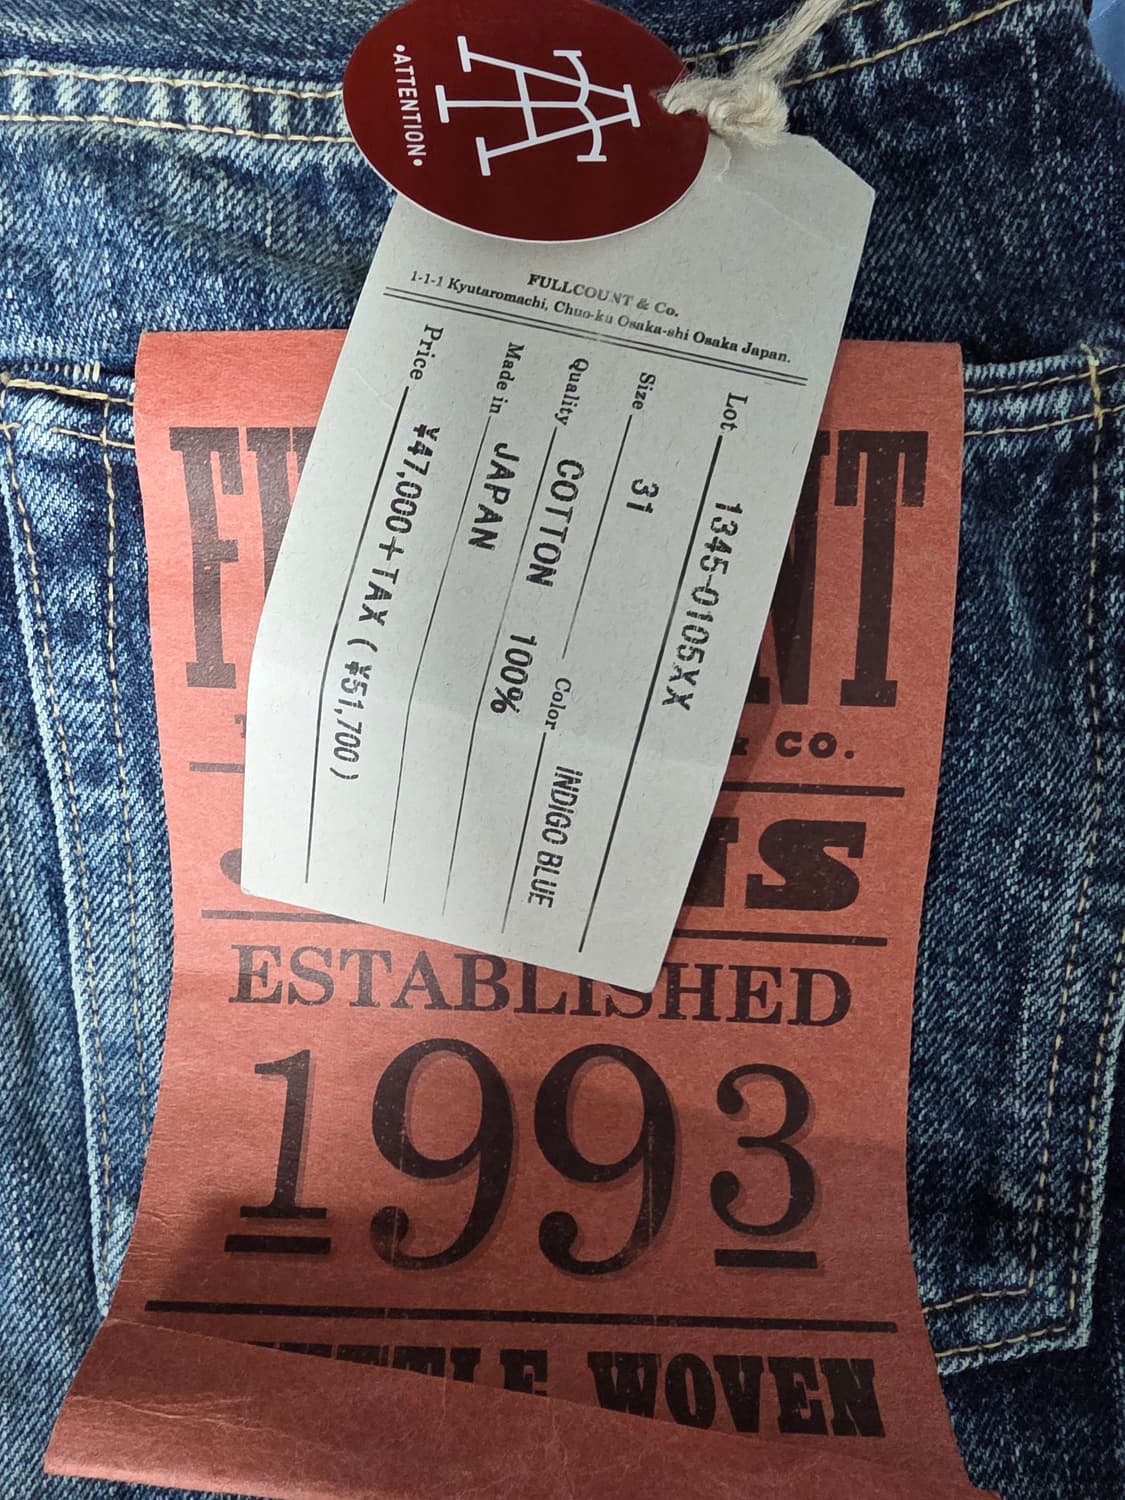 •ATTENTION•
FULLCOUNT & Co.
1-1-1 Kyutaromachi, Chuo-ku Osaka-shi Osaka Japan.
Lot 1345-0105XX
Size 31 Color INDIGO BLUE
Quality COTTON 100%
Made in JAPAN
Price ¥47,000+TAX (¥51,700)
& CO.
ESTABLISHED
1993
WOVEN